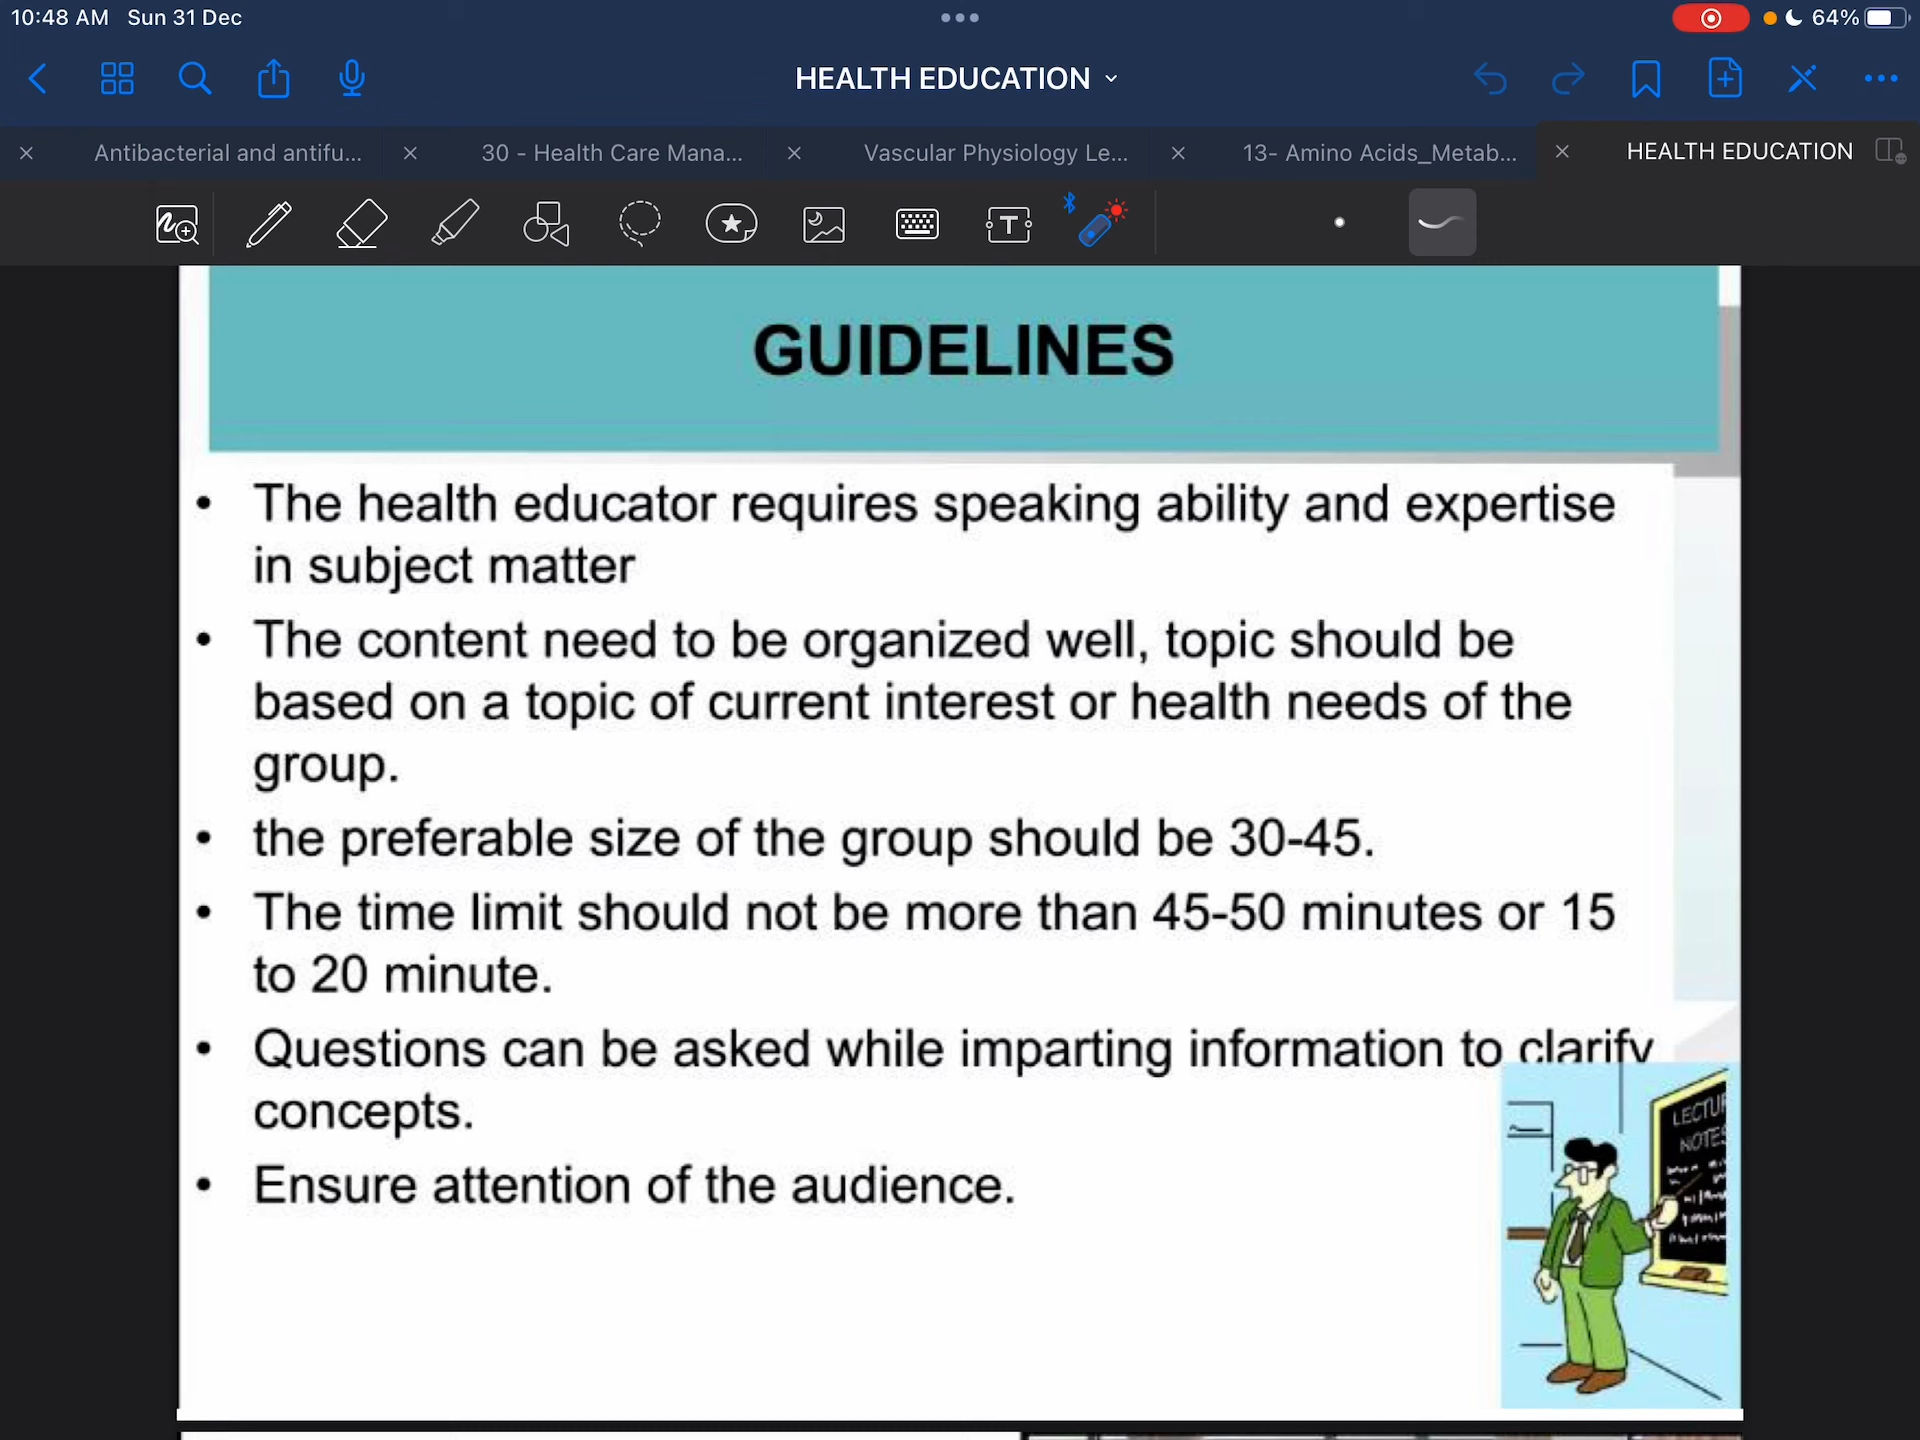 10:48 AM Sun 31 Dec
64%
HEALTH EDUCATION
Antibacterial and antifu...
30 - Health Care Mana...
Vascular Physiology Le...
13- Amino Acids_Metab...
HEALTH EDUCATION
GUIDELINES
• The health educator requires speaking ability and expertise
in subject matter
• The content need to be organized well, topic should be
based on a topic of current interest or health needs of the
group.
• the preferable size of the group should be 30-45.
• The time limit should not be more than 45-50 minutes or 15
to 20 minute.
• Questions can be asked while imparting information to clarify
concepts.
• Ensure attention of the audience.
LECTUR
NOTES